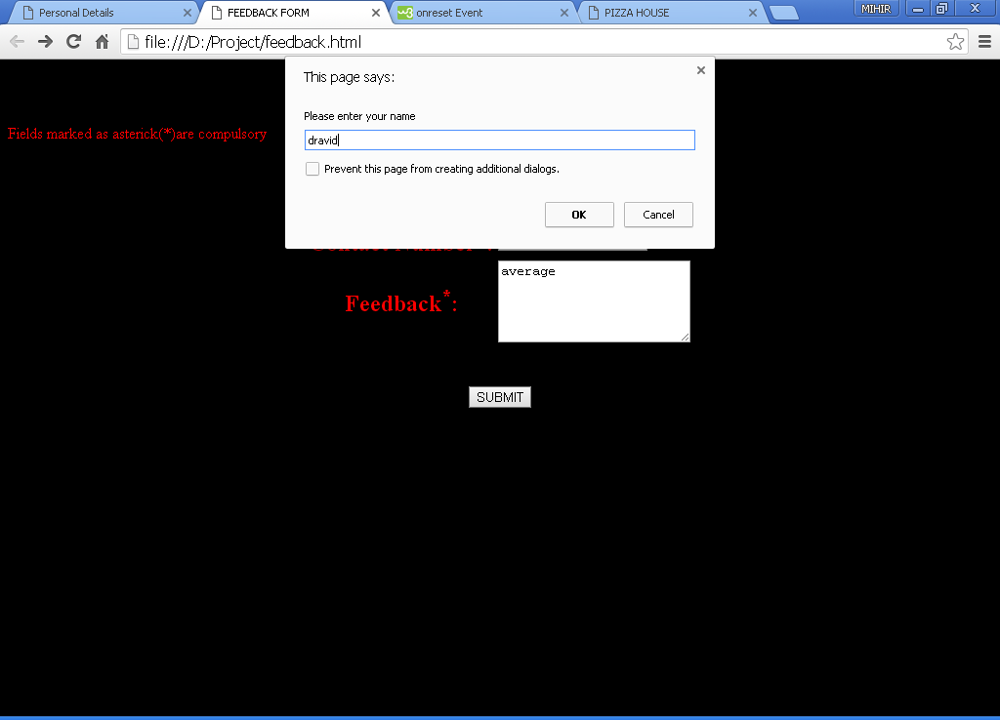 Personal Details
FEEDBACK FORM
onreset Event
PIZZA HOUSE
MIHIR
file:///D:/Project/feedback.html
This page says:
Please enter your name
dravid
Prevent this page from creating additional dialogs.
OK
Cancel
Fields marked as asterick(*)are compulsory
Feedback*:
average
SUBMIT